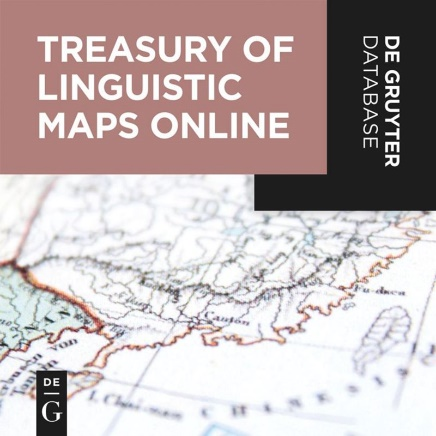 TREASURY OF
LINGUISTIC
MAPS ONLINE
DE GRUYTER
DATABASE
Canton
DE
G